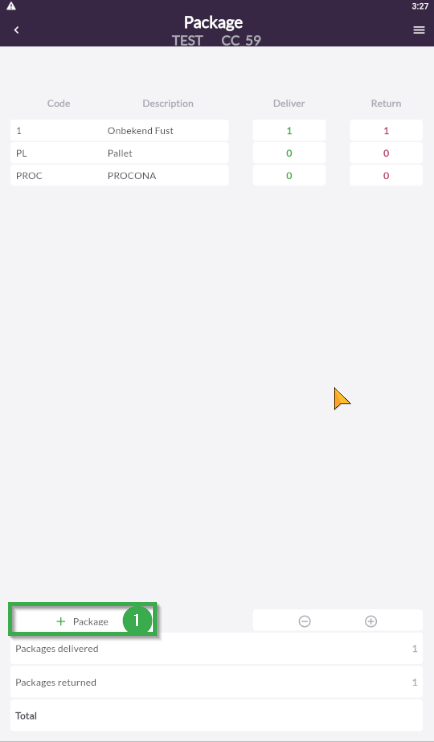 3:27
Package
TEST CC 59
Code Description Deliver Return
1 Onbekend Fust 1 1
PL Pallet 0 0
PROC PROCONA 0 0
+ Package 1
Packages delivered 1
Packages returned 1
Total